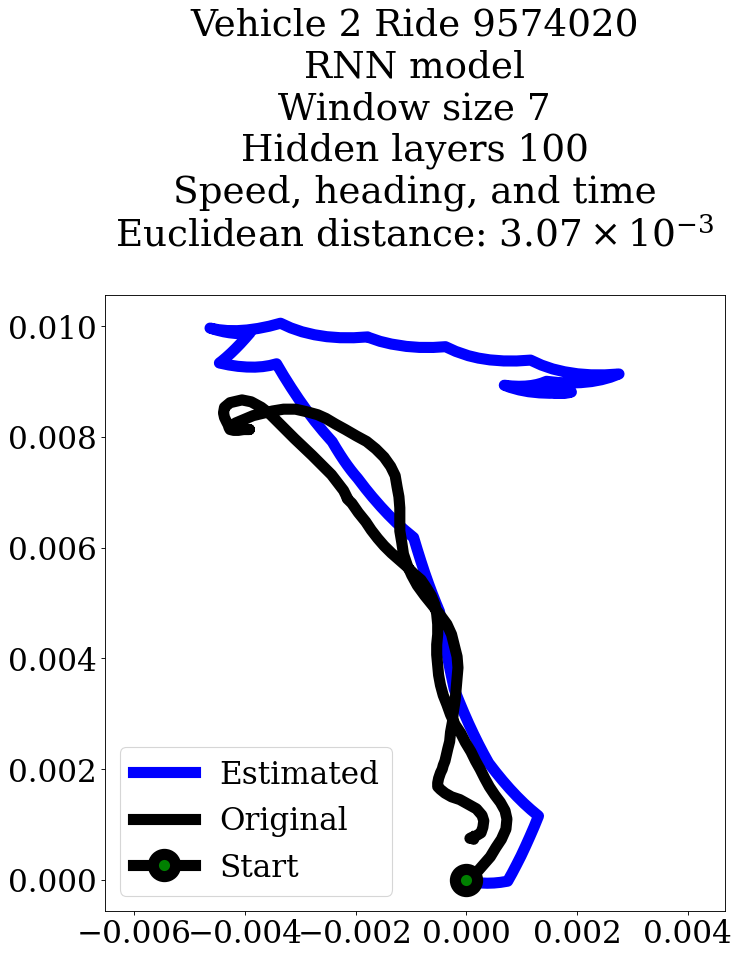 Vehicle 2 Ride 9574020
RNN model
Window size 7
Hidden layers 100
Speed, heading, and time
Euclidean distance: 3.07 × 10⁻³
0.010
0.008
0.006
0.004
0.002
0.000
Estimated
Original
Start
−0.006 −0.004 −0.002 0.000 0.002 0.004